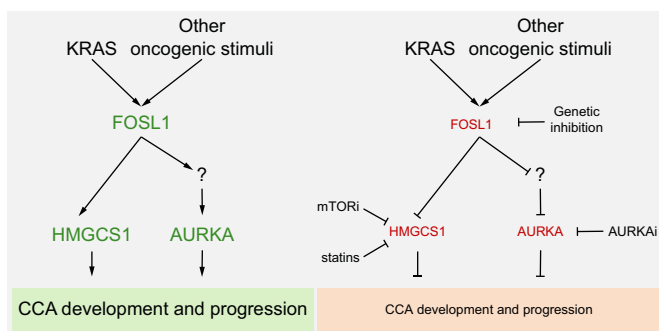 Other
KRAS oncogenic stimuli
FOSL1
?
HMGCS1 AURKA
CCA development and progression
Other
KRAS oncogenic stimuli
FOSL1
Genetic
inhibition
?
mTORi
HMGCS1
AURKA
AURKAi
statins
CCA development and progression